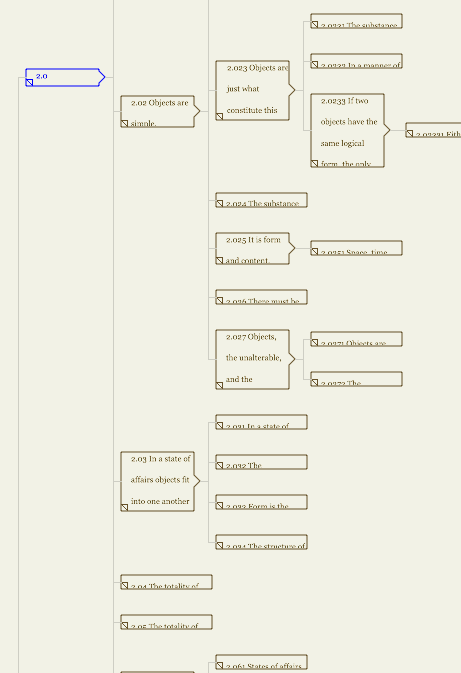 2.0
2.02 Objects are
simple.
2.023 Objects are
just what
constitute this
2.0231 The substance
2.0232 In a manner of
2.0233 If two
objects have the
same logical
form, the only
2.02331 Eith
2.024 The substance
2.025 It is form
and content.
2.0251 Space, time
2.026 There must be
2.027 Objects,
the unalterable,
and the
2.0271 Objects are
2.0272 The
2.03 In a state of
affairs objects fit
into one another
2.031 In a state of
2.032 The
2.033 Form is the
2.034 The structure of
2.04 The totality of
2.05 The totality of
2.061 States of affairs